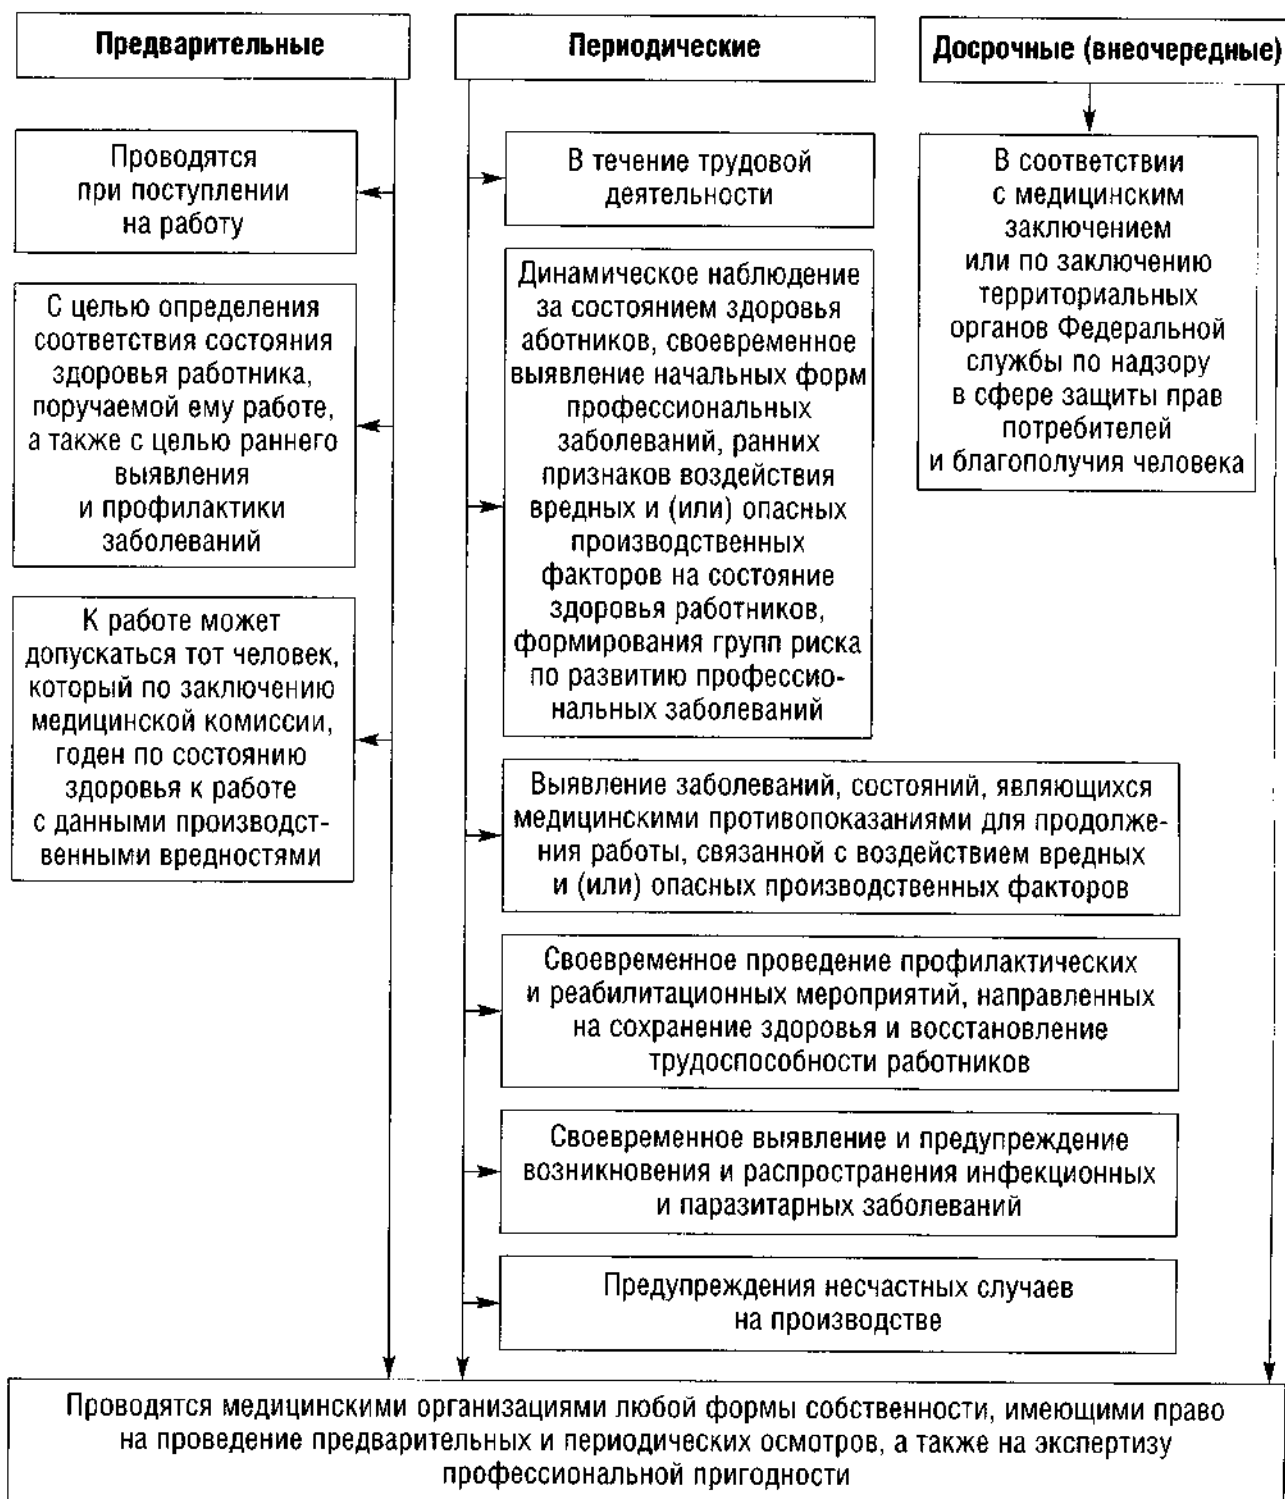 Предварительные
Проводятся
при поступлении
на работу
С целью определения
соответствия состояния
здоровья работника,
поручаемой ему работе,
а также с целью раннего
выявления
и профилактики
заболеваний
К работе может
допускаться тот человек,
который по заключению
медицинской комиссии,
годен по состоянию
здоровья к работе
с данными производст-
венными вредностями
Периодические
В течение трудовой
деятельности
Динамическое наблюдение
за состоянием здоровья
аботников, своевременное
выявление начальных форм
профессиональных
заболеваний, ранних
признаков воздействия
вредных и (или) опасных
производственных
факторов на состояние
здоровья работников,
формирования групп риска
по развитию профессио-
нальных заболеваний
Выявление заболеваний, состояний, являющихся
медицинскими противопоказаниями для продолже-
ния работы, связанной с воздействием вредных
и (или) опасных производственных факторов
Своевременное проведение профилактических
и реабилитационных мероприятий, направленных
на сохранение здоровья и восстановление
трудоспособности работников
Своевременное выявление и предупреждение
возникновения и распространения инфекционных
и паразитарных заболеваний
Предупреждения несчастных случаев
на производстве
Досрочные (внеочередные)
В соответствии
с медицинским
заключением
или по заключению
территориальных
органов Федеральной
службы по надзору
в сфере защиты прав
потребителей
и благополучия человека
Проводятся медицинскими организациями любой формы собственности, имеющими право
на проведение предварительных и периодических осмотров, а также на экспертизу
профессиональной пригодности